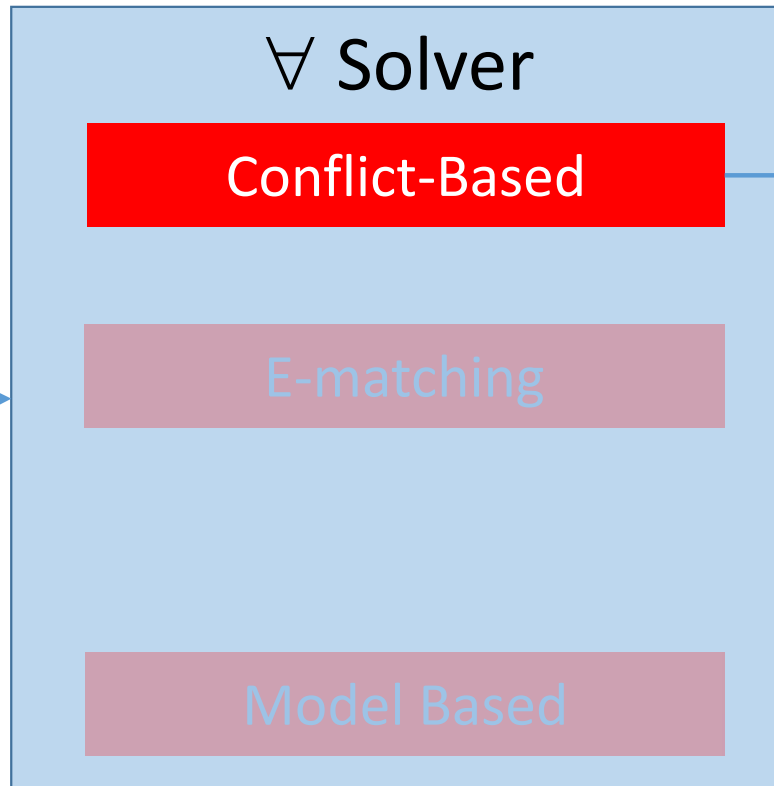 ∀ Solver
Conflict-Based
E-matching
Model Based